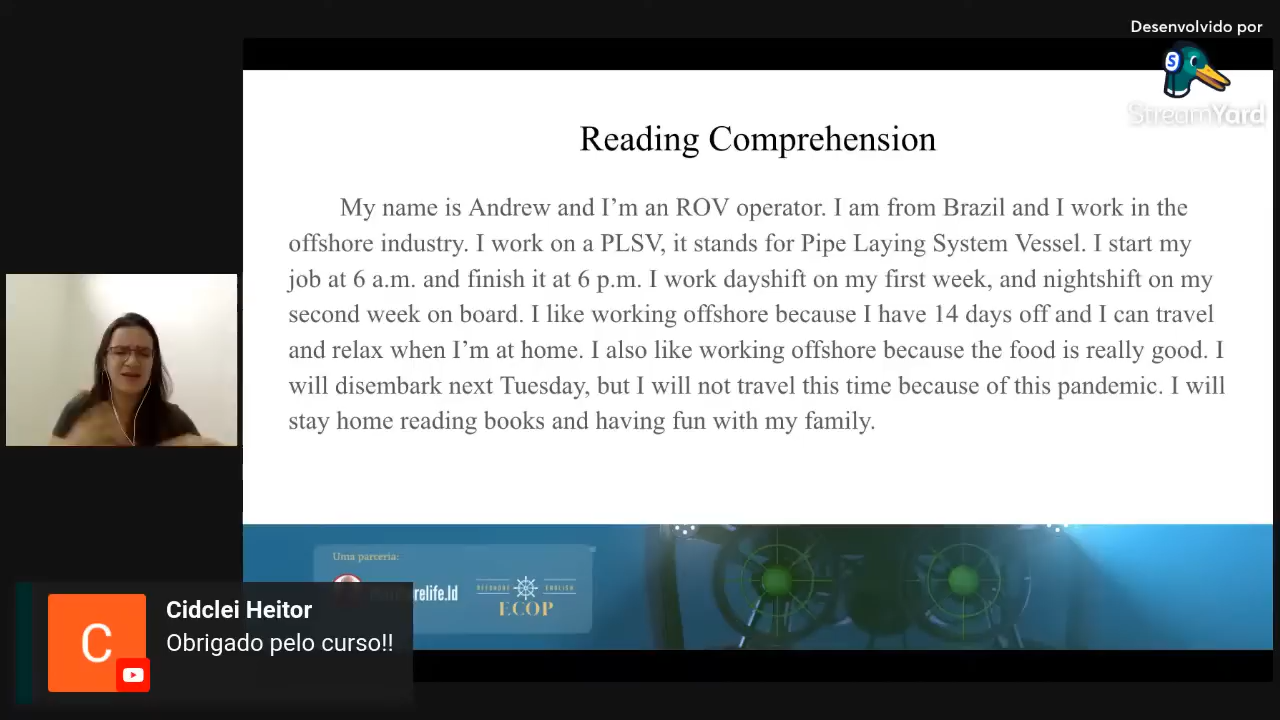 Desenvolvido por
StreamYard
Reading Comprehension
My name is Andrew and I’m an ROV operator. I am from Brazil and I work in the
offshore industry. I work on a PLSV, it stands for Pipe Laying System Vessel. I start my
job at 6 a.m. and finish it at 6 p.m. I work dayshift on my first week, and nightshift on my
second week on board. I like working offshore because I have 14 days off and I can travel
and relax when I’m at home. I also like working offshore because the food is really good. I
will disembark next Tuesday, but I will not travel this time because of this pandemic. I will
stay home reading books and having fun with my family.
Uma parceria:
OFFSHORE ENGLISH
E.COP
Cidclei Heitor
Obrigado pelo curso!!
C